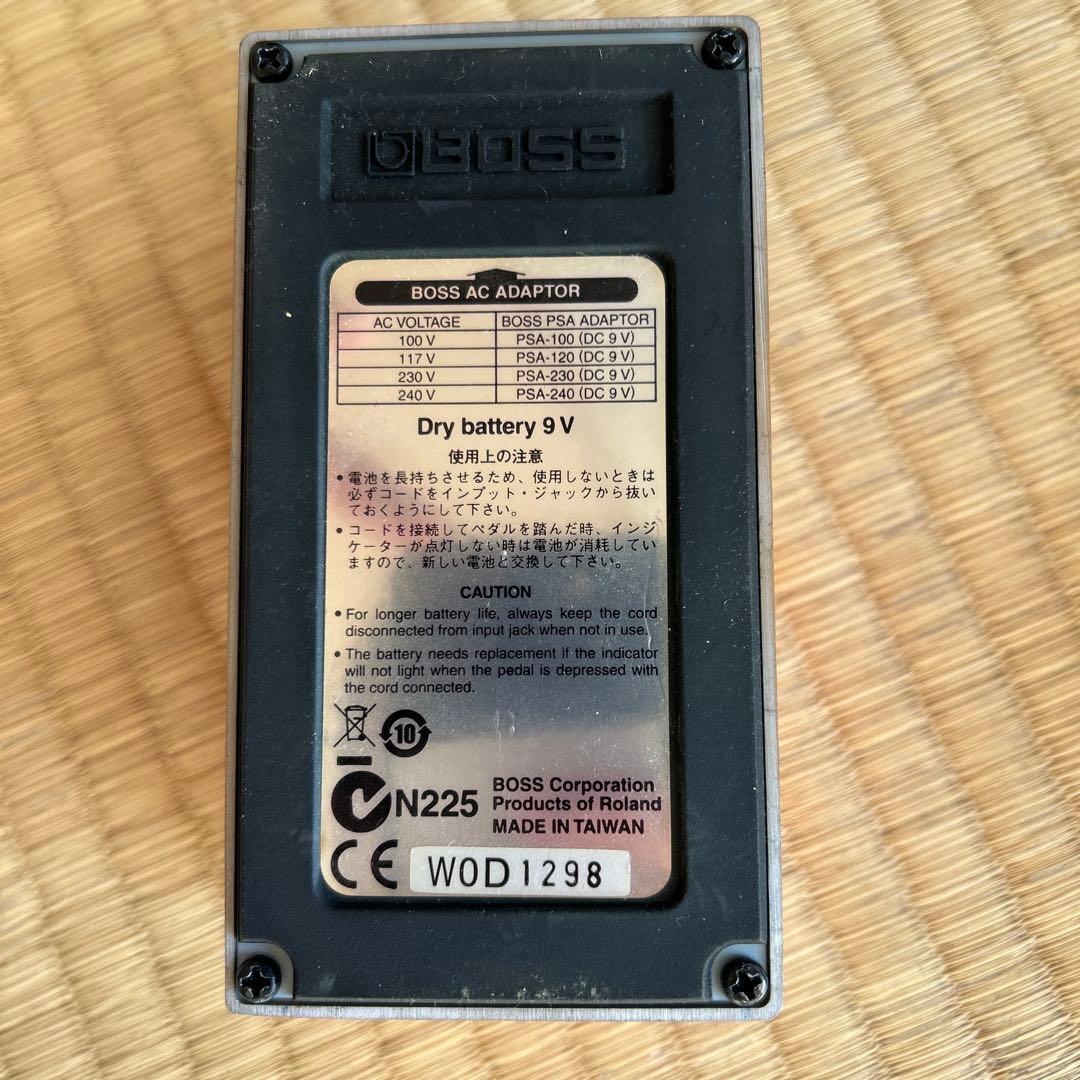 BOSS
BOSS AC ADAPTOR
AC VOLTAGE BOSS PSA ADAPTOR
100 V PSA-100 (DC 9 V)
117 V PSA-120 (DC 9 V)
230 V PSA-230 (DC 9 V)
240 V PSA-240 (DC 9 V)
Dry battery 9 V
使用上の注意
• 電池を長持ちさせるため、使用しないときは
必ずコードをインプット・ジャックから抜い
ておくようにして下さい。
• コードを接続してペダルを踏んだ時、インジ
ケーターが点灯しない時は電池が消耗してい
ますので、新しい電池と交換して下さい。
CAUTION
• For longer battery life, always keep the cord
disconnected from input jack when not in use.
• The battery needs replacement if the indicator
will not light when the pedal is depressed with
the cord connected.
10
N225
BOSS Corporation
Products of Roland
MADE IN TAIWAN
CE
W0D1298